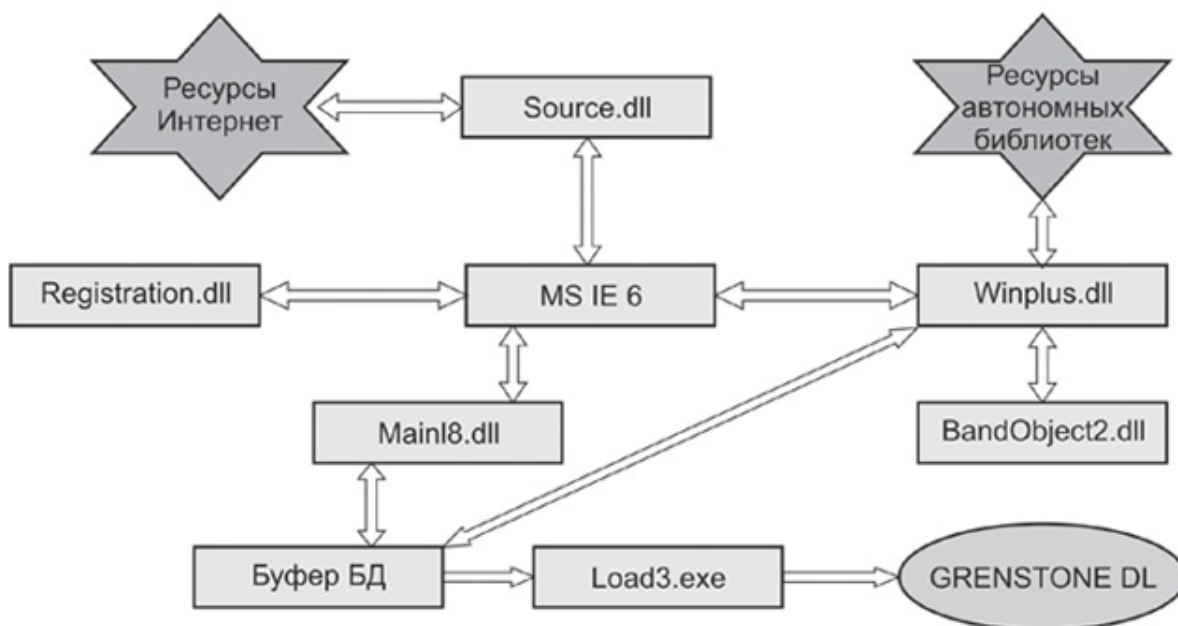 Ресурсы
Интернет
Source.dll
Ресурсы
автономных
библиотек
Registration.dll
MS IE 6
Winplus.dll
MainI8.dll
BandObject2.dll
Буфер БД
Load3.exe
GRENSTONE DL